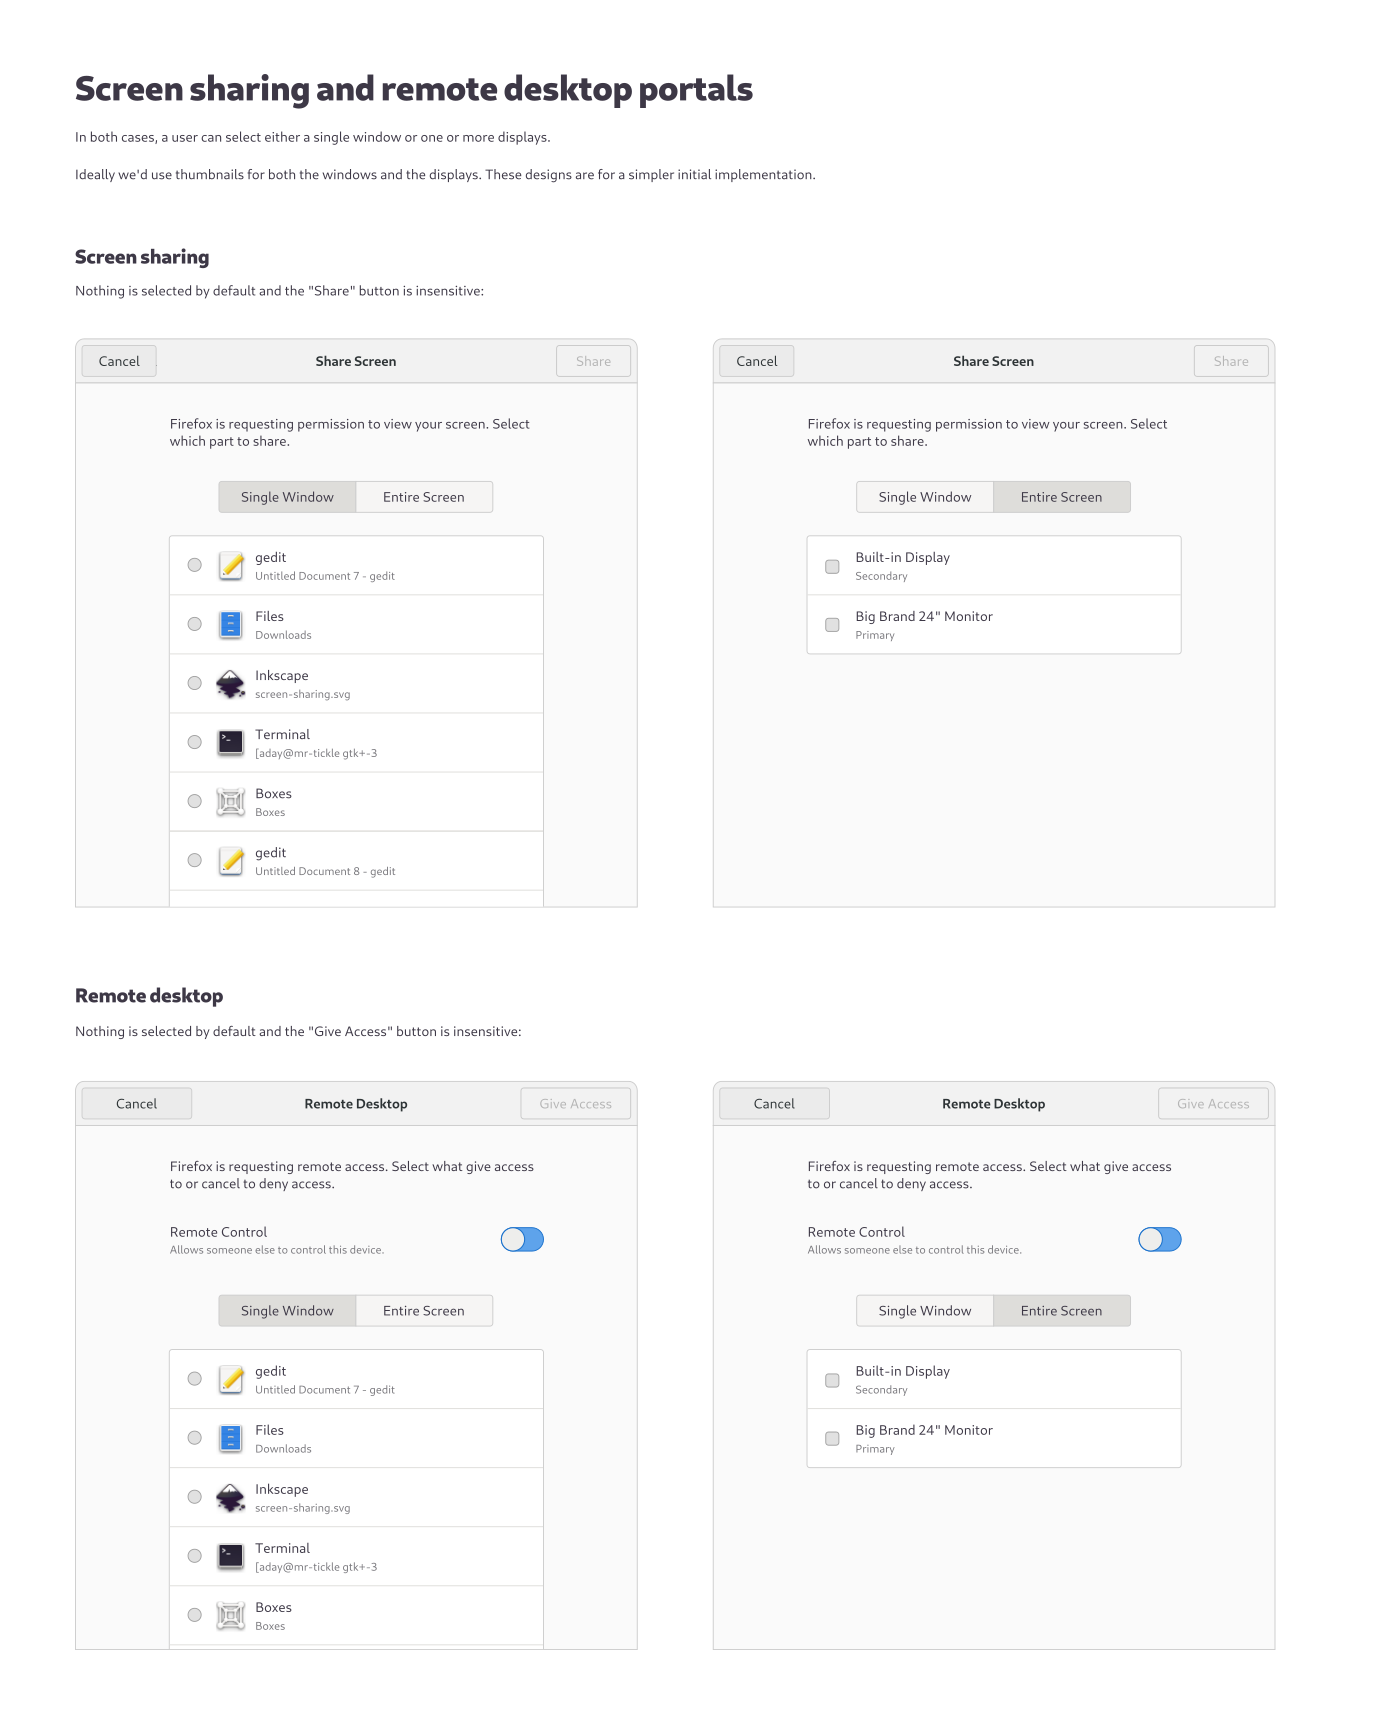 Screen sharing and remote desktop portals
In both cases, a user can select either a single window or one or more displays.
Ideally we'd use thumbnails for both the windows and the displays. These designs are for a simpler initial implementation.
Screen sharing
Nothing is selected by default and the "Share" button is insensitive:
Cancel
Share Screen
Share
Firefox is requesting permission to view your screen. Select
which part to share.
Single Window
Entire Screen
gedit
Untitled Document 7 - gedit
Files
Downloads
Inkscape
screen-sharing.svg
Terminal
[aday@mr-tickle gtk+-3
Boxes
Boxes
gedit
Untitled Document 8 - gedit
Cancel
Share Screen
Share
Firefox is requesting permission to view your screen. Select
which part to share.
Single Window
Entire Screen
Built-in Display
Secondary
Big Brand 24" Monitor
Primary
Remote desktop
Nothing is selected by default and the "Give Access" button is insensitive:
Cancel
Remote Desktop
Give Access
Firefox is requesting remote access. Select what give access
to or cancel to deny access.
Remote Control
Allows someone else to control this device.
Single Window
Entire Screen
gedit
Untitled Document 7 - gedit
Files
Downloads
Inkscape
screen-sharing.svg
Terminal
[aday@mr-tickle gtk+-3
Boxes
Boxes
Cancel
Remote Desktop
Give Access
Firefox is requesting remote access. Select what give access
to or cancel to deny access.
Remote Control
Allows someone else to control this device.
Single Window
Entire Screen
Built-in Display
Secondary
Big Brand 24" Monitor
Primary